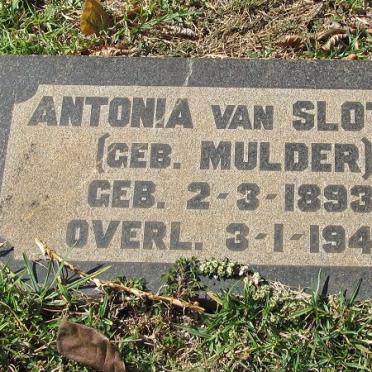 ANTONIA VAN SLOT
(GEB. MULDER)
GEB. 2-3-1893
OVERL. 3-1-194